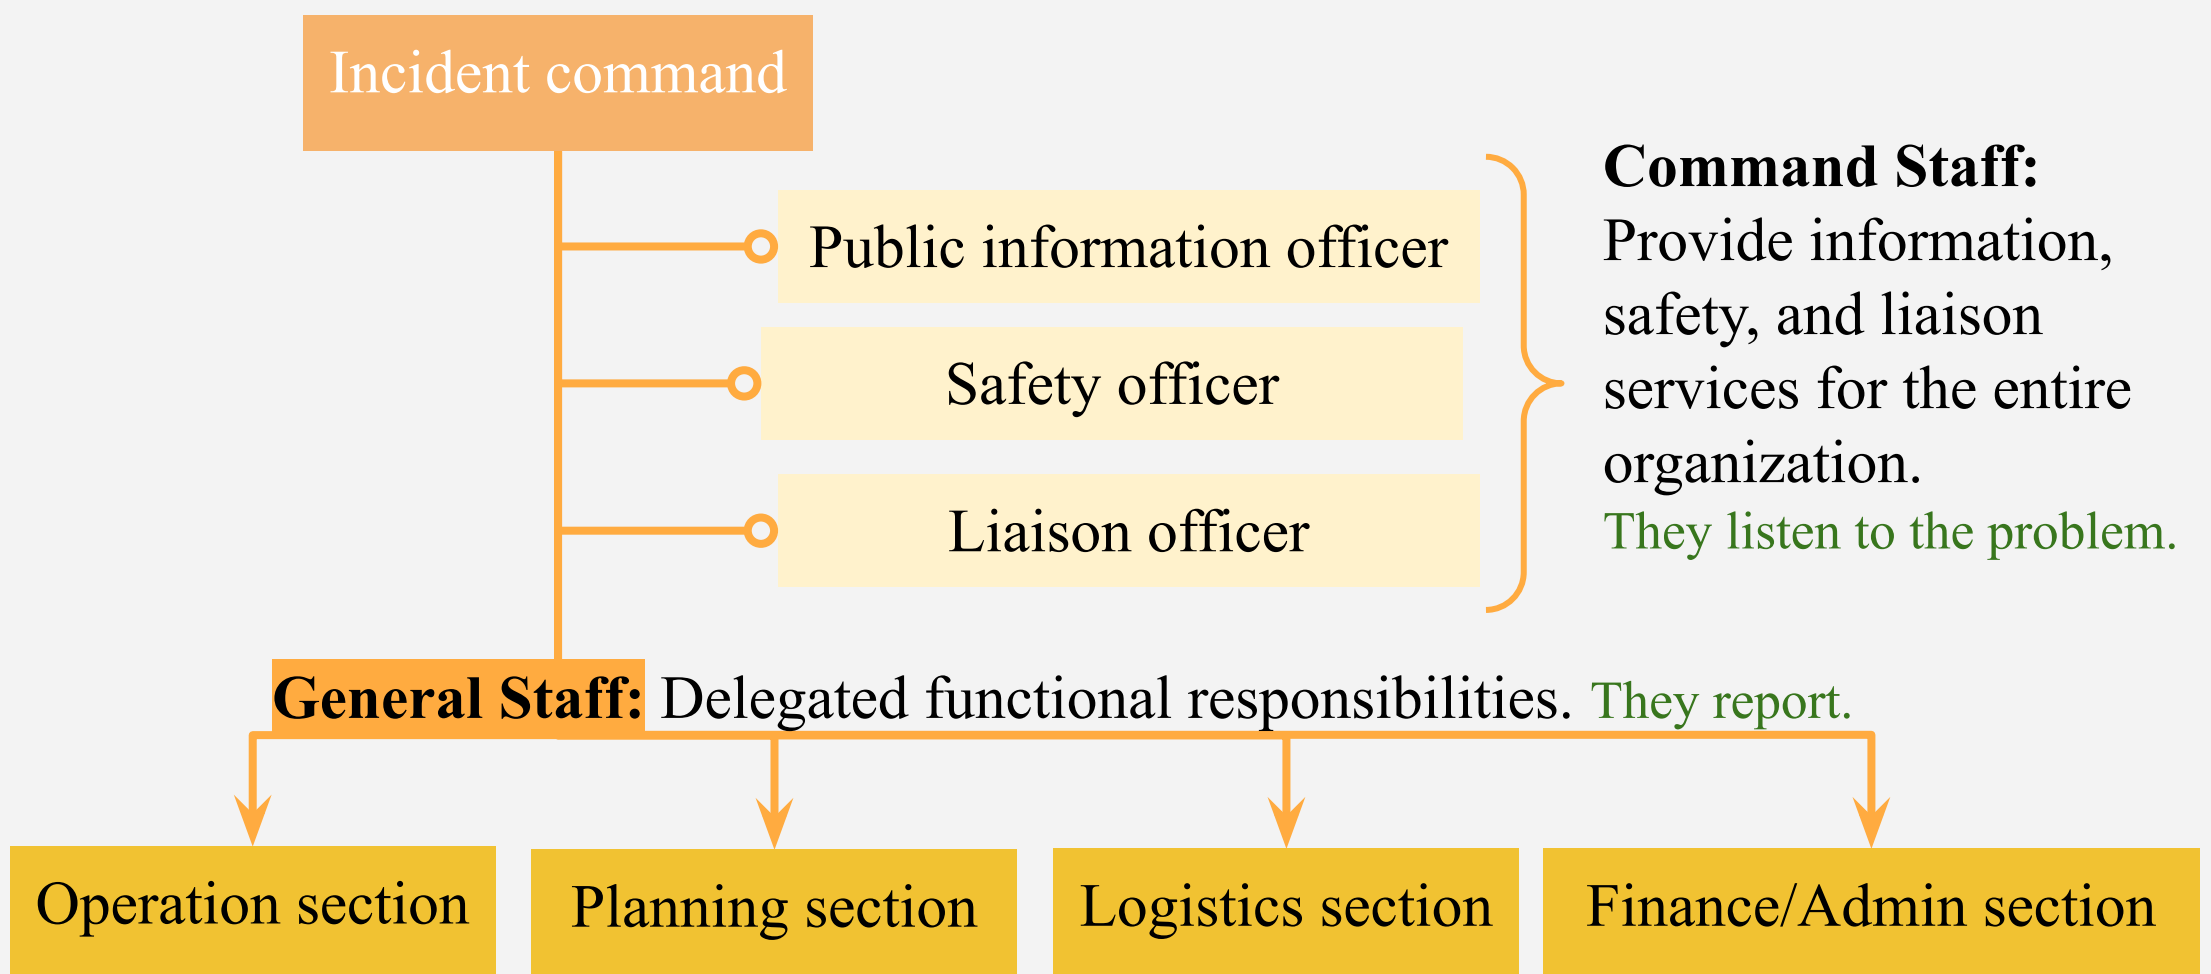 Incident command
Public information officer
Safety officer
Liaison officer
Command Staff:
Provide information,
safety, and liaison
services for the entire
organization.
They listen to the problem.
General Staff: Delegated functional responsibilities. They report.
Operation section
Planning section
Logistics section
Finance/Admin section